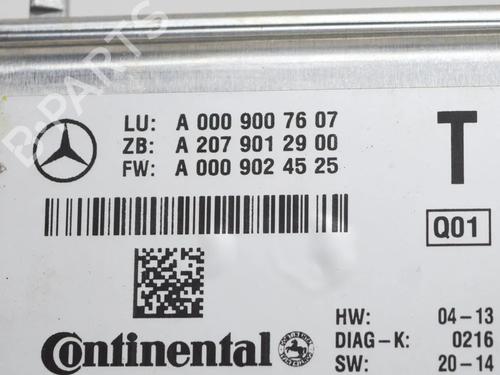 B-PARTS
LU: A 000 900 76 07
ZB: A 207 901 29 00
FW: A 000 902 45 25
T
Q01
Continental
HW: 04-13
DIAG-K: 0216
SW: 20-14